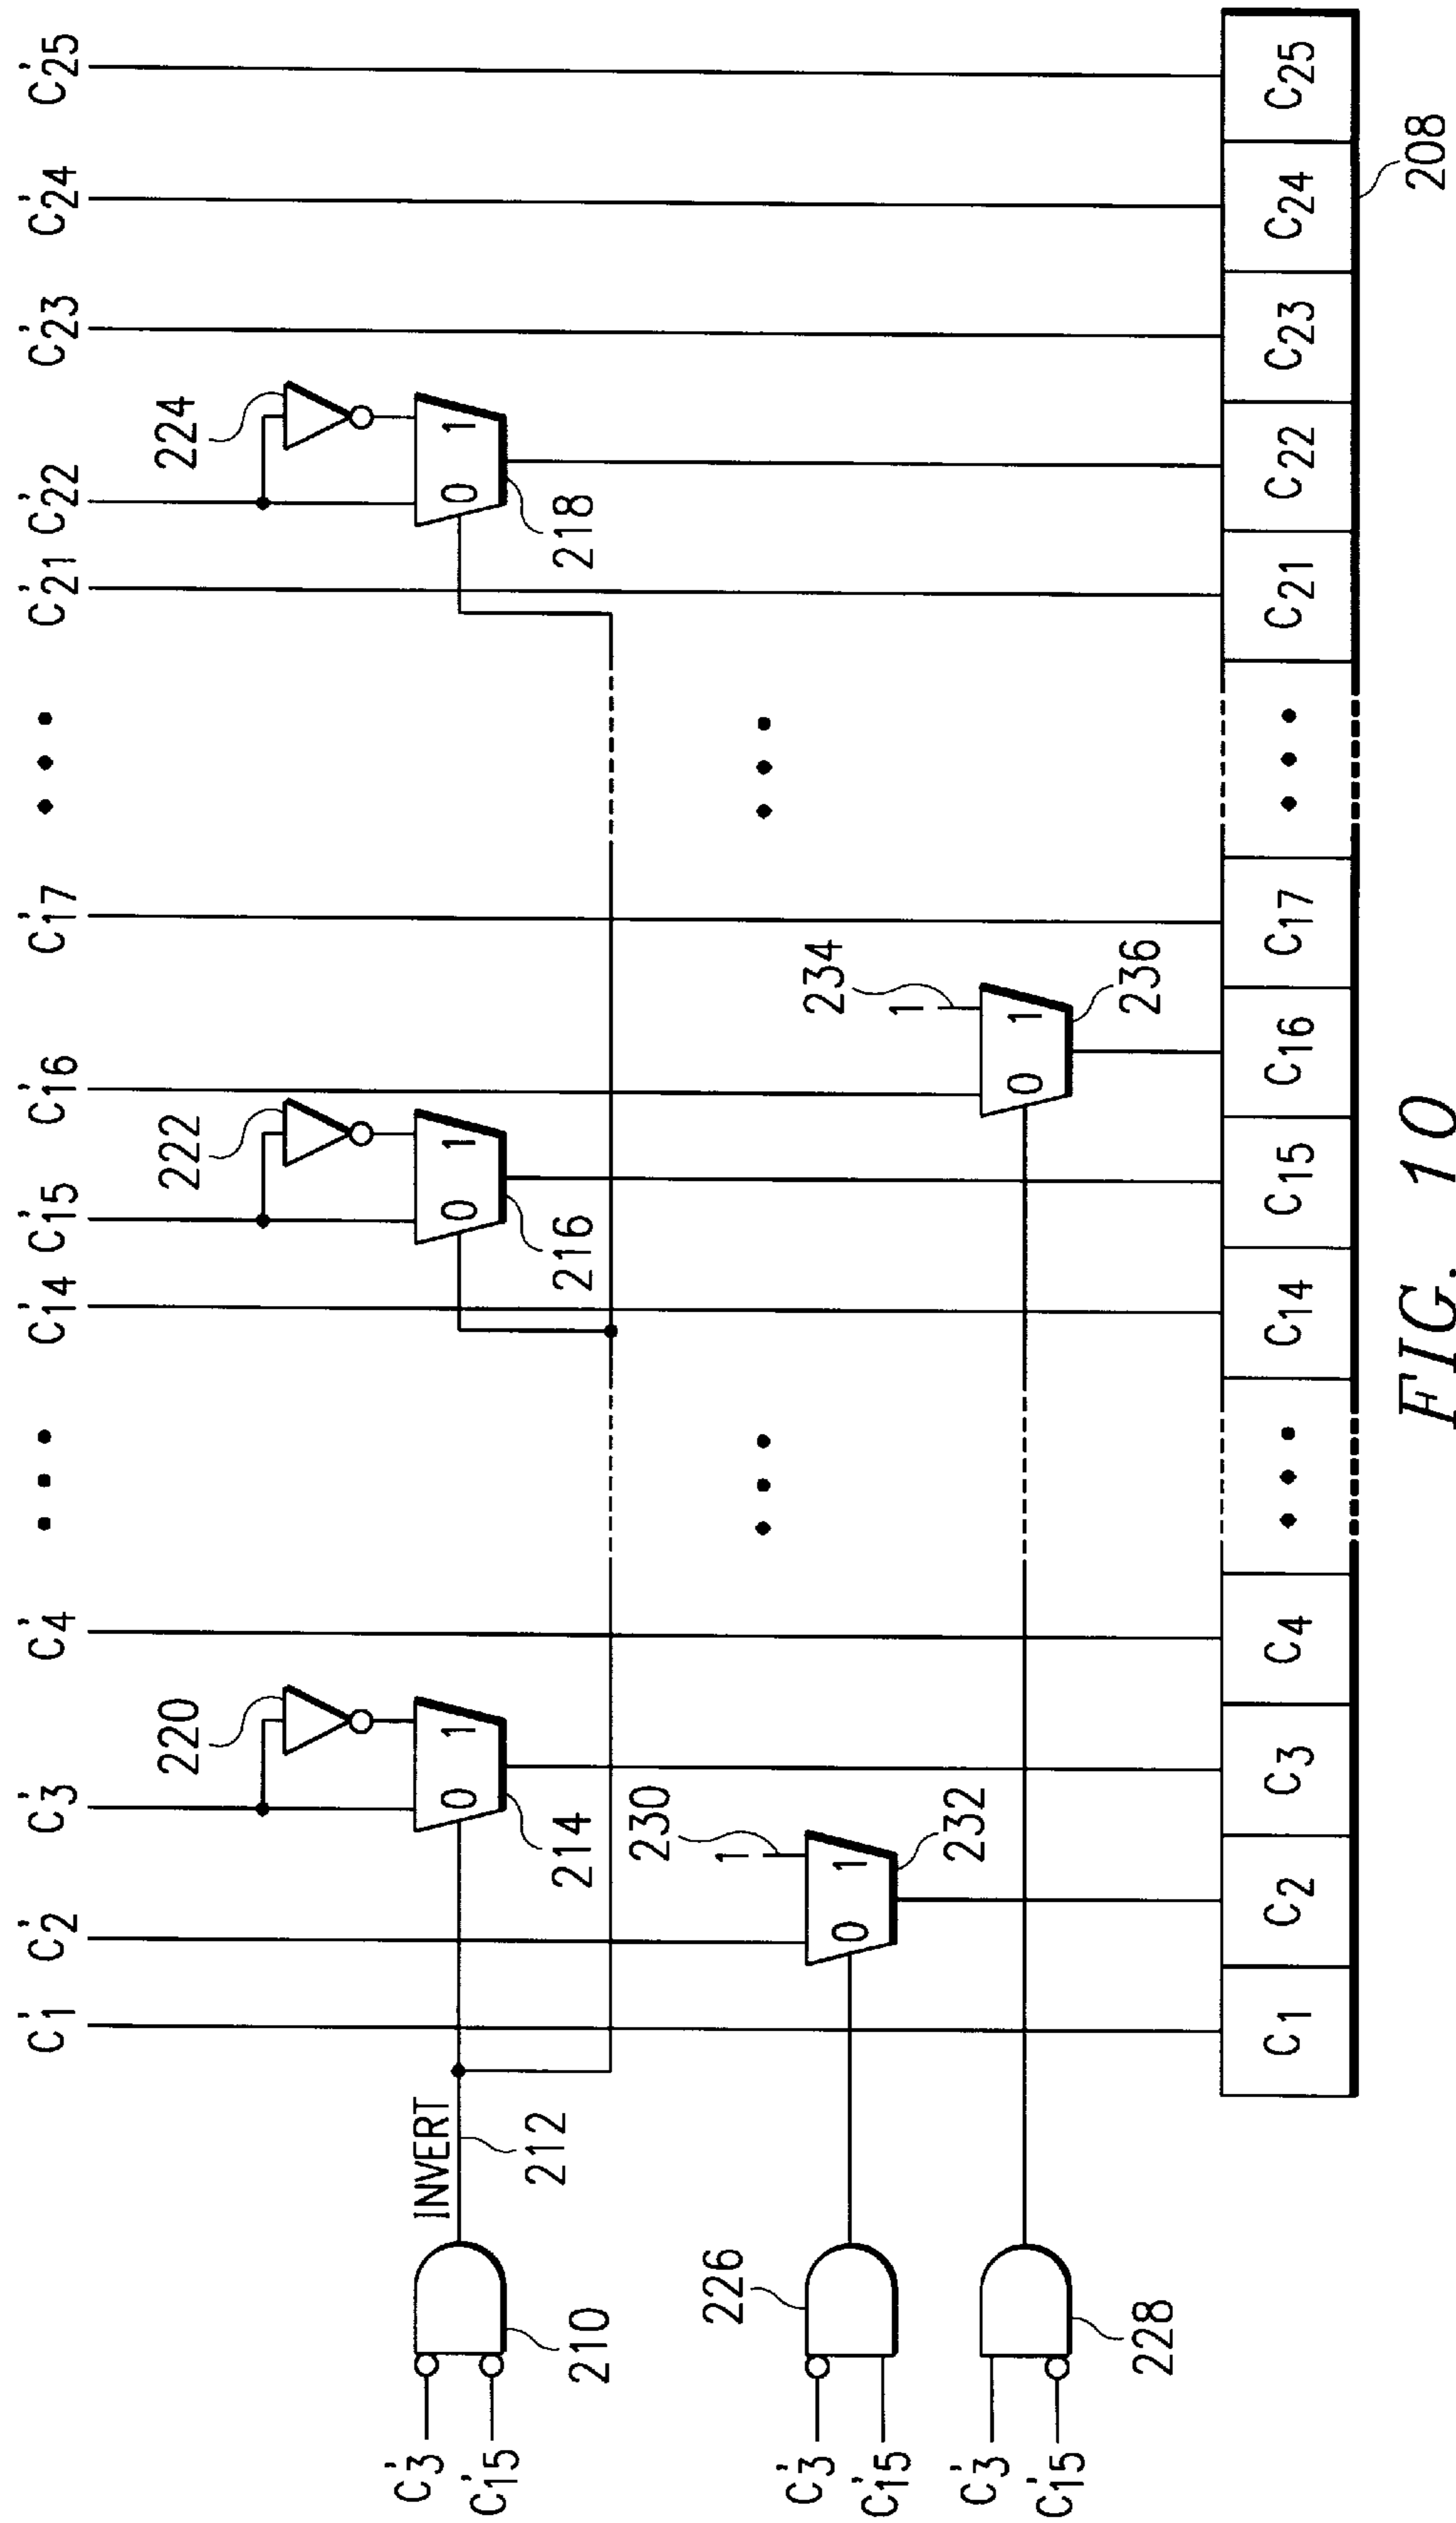 C'1 C'2 C'3 C'4 • • • C'14 C'15 C'16 C'17 • • • C'21 C'22 C'23 C'24 C'25
220 222 224
C'3
C'15
INVERT
0 1 0 1 0 1
210
212
214
216
218
230
1
C'3
C'15
226
0 1
232
• • • • • •
234
1
C'3
C'15
228
0 1
236
C1 C2 C3 C4 • • • C14 C15 C16 C17 • • • C21 C22 C23 C24 C25
208
FIG. 10